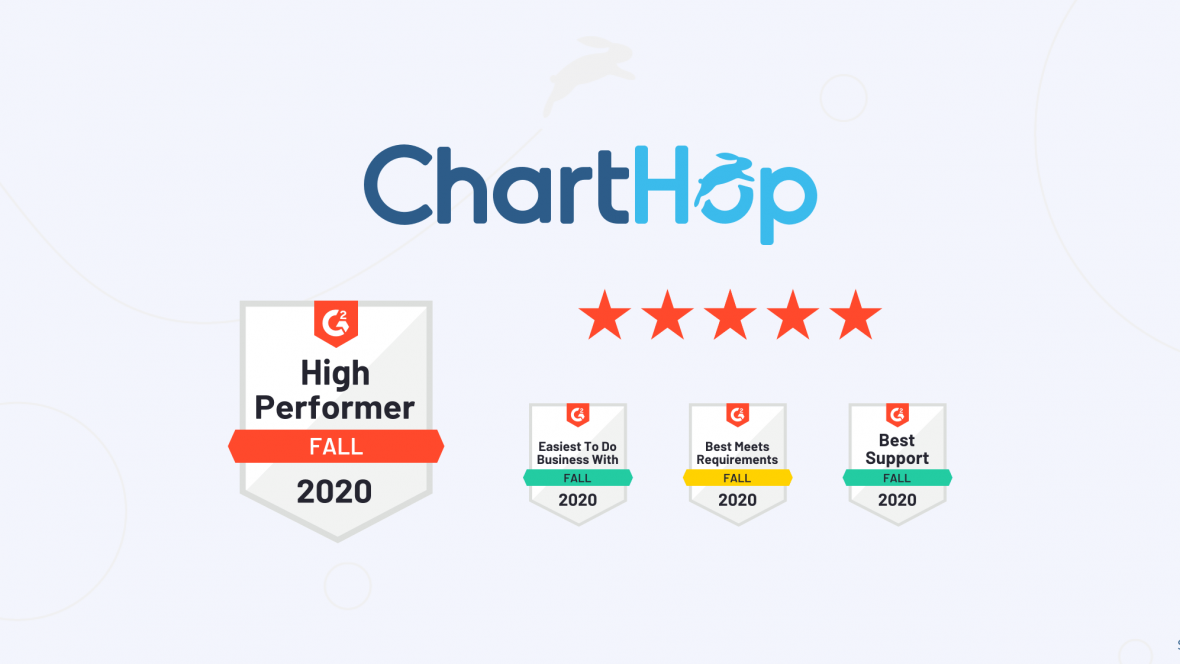 ChartHop
G2
High
Performer
FALL
2020
G2
Easiest To Do
Business With
FALL
2020
G2
Best Meets
Requirements
FALL
2020
G2
Best
Support
FALL
2020